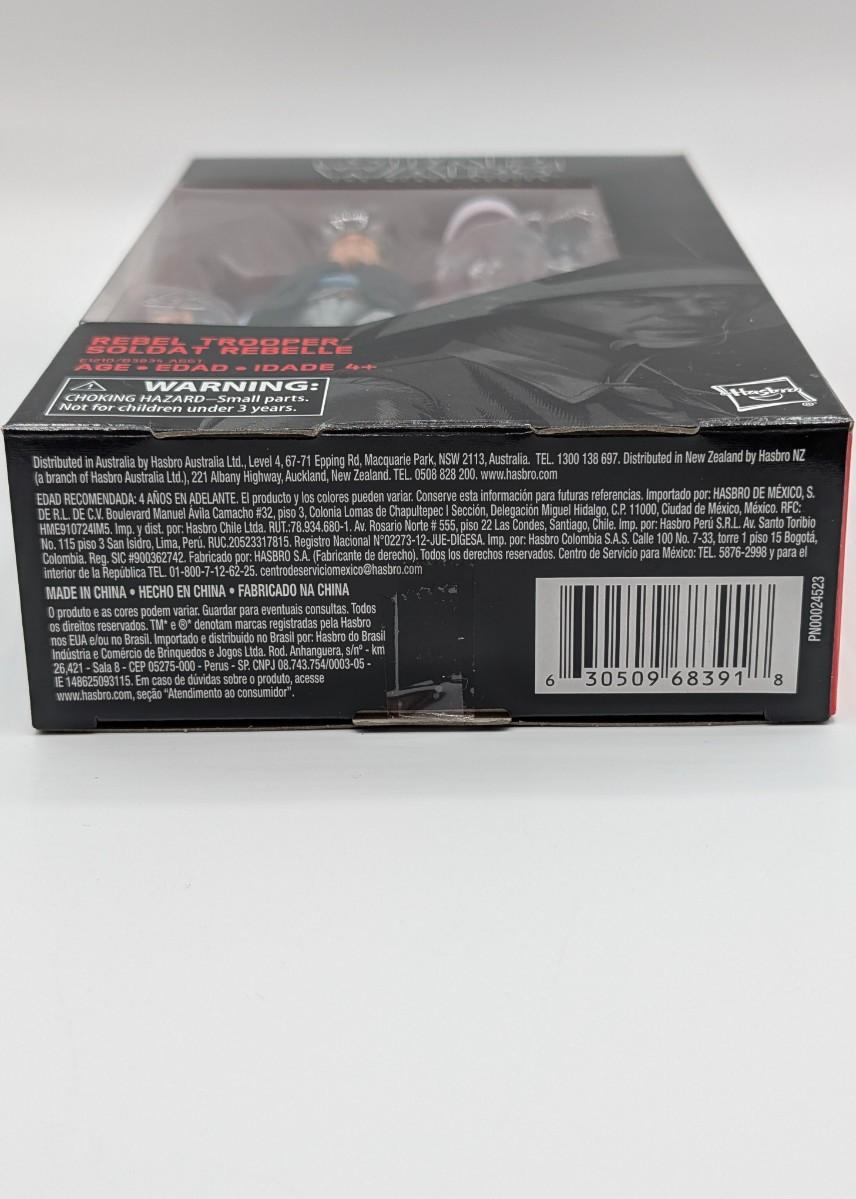 REBEL TROOPER
SOLDAT REBELLE
E1210/B3834 AS61
AGE • EDAD • IDADE 4+
WARNING:
CHOKING HAZARD—Small parts.
Not for children under 3 years.
Hasbro
®
Distributed in Australia by Hasbro Australia Ltd., Level 4, 67-71 Epping Rd, Macquarie Park, NSW 2113, Australia. TEL. 1300 138 697. Distributed in New Zealand by Hasbro NZ
(a branch of Hasbro Australia Ltd.), 221 Albany Highway, Auckland, New Zealand. TEL. 0508 828 200. www.hasbro.com
EDAD RECOMENDADA: 4 AÑOS EN ADELANTE. El producto y los colores pueden variar. Conserve esta información para futuras referencias. Importado por: HASBRO DE MÉXICO, S.
DE R.L. DE C.V. Boulevard Manuel Ávila Camacho #32, piso 3, Colonia Lomas de Chapultepec I Sección, Delegación Miguel Hidalgo, C.P. 11000, Ciudad de México, México. RFC:
HME910724IM5. Imp. y dist. por: Hasbro Chile Ltda. RUT.:78.934.680-1. Av. Rosario Norte # 555, piso 22 Las Condes, Santiago, Chile. Imp. por: Hasbro Perú S.R.L. Av. Santo Toribio
No. 115 piso 3 San Isidro, Lima, Perú. RUC.20523317815. Registro Nacional N°02273-12-JUE-DIGESA. Imp. por: Hasbro Colombia S.A.S. Calle 100 No. 7-33, torre 1 piso 15 Bogotá,
Colombia. Reg. SIC #900362742. Fabricado por: HASBRO S.A. (Fabricante de derecho). Todos los derechos reservados. Centro de Servicio para México: TEL. 5876-2998 y para el
interior de la República TEL. 01-800-7-12-62-25. centrodeserviciomexico@hasbro.com
MADE IN CHINA • HECHO EN CHINA • FABRICADO NA CHINA
O produto e as cores podem variar. Guardar para eventuais consultas. Todos
os direitos reservados. TM* e ®* denotam marcas registradas pela Hasbro
nos EUA e/ou no Brasil. Importado e distribuido no Brasil por: Hasbro do Brasil
Indústria e Comércio de Brinquedos e Jogos Ltda. Rod. Anhanguera, s/nº - km
26,421 - Sala 8 - CEP 05275-000 - Perus - SP. CNPJ 08.743.754/0003-05 -
IE 148625093115. Em caso de dúvidas sobre o produto, acesse
www.hasbro.com, seção "Atendimento ao consumidor".
6 30509 68391 8
PN00024523